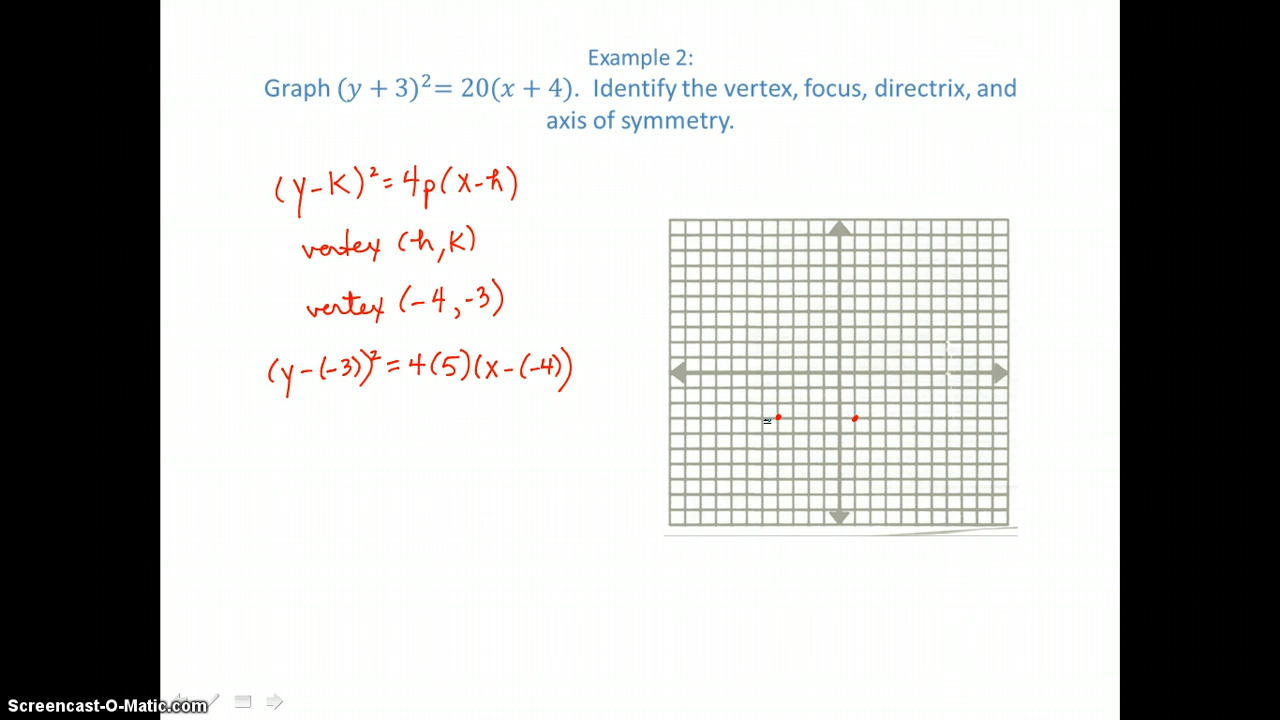 Example 2:
Graph (y + 3)²= 20(x + 4). Identify the vertex, focus, directrix, and
axis of symmetry.
(y-k)² = 4p(x-h)
vertex (h,k)
vertex (-4,-3)
(y-(-3))² = 4(5)(x-(-4))
Screencast-O-Matic.com